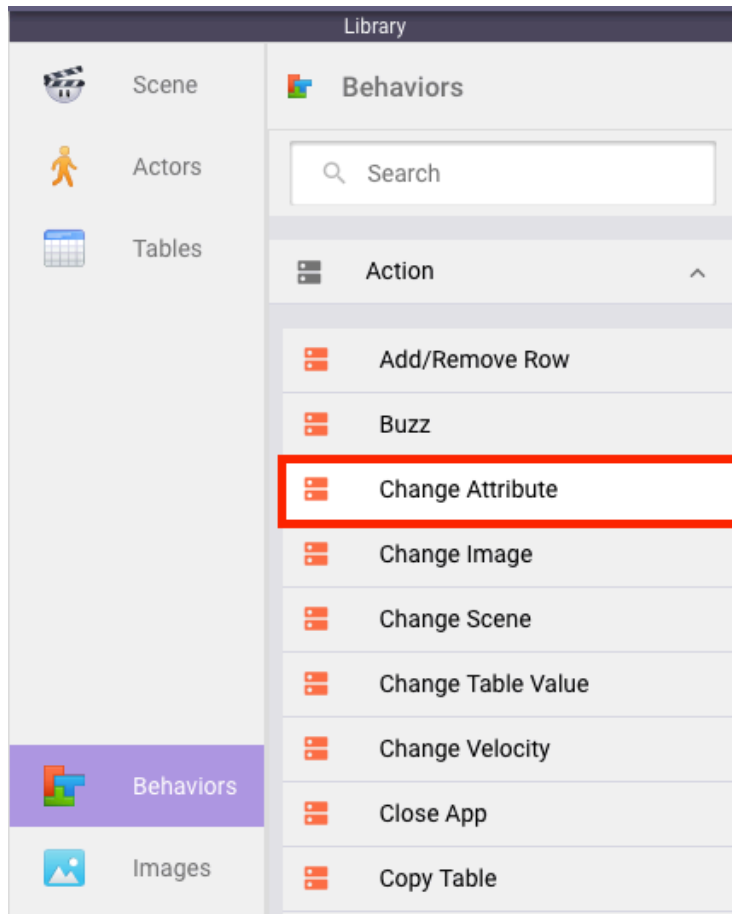 Library
Scene
Actors
Tables
Behaviors
Images
Behaviors
Search
Action
Add/Remove Row
Buzz
Change Attribute
Change Image
Change Scene
Change Table Value
Change Velocity
Close App
Copy Table